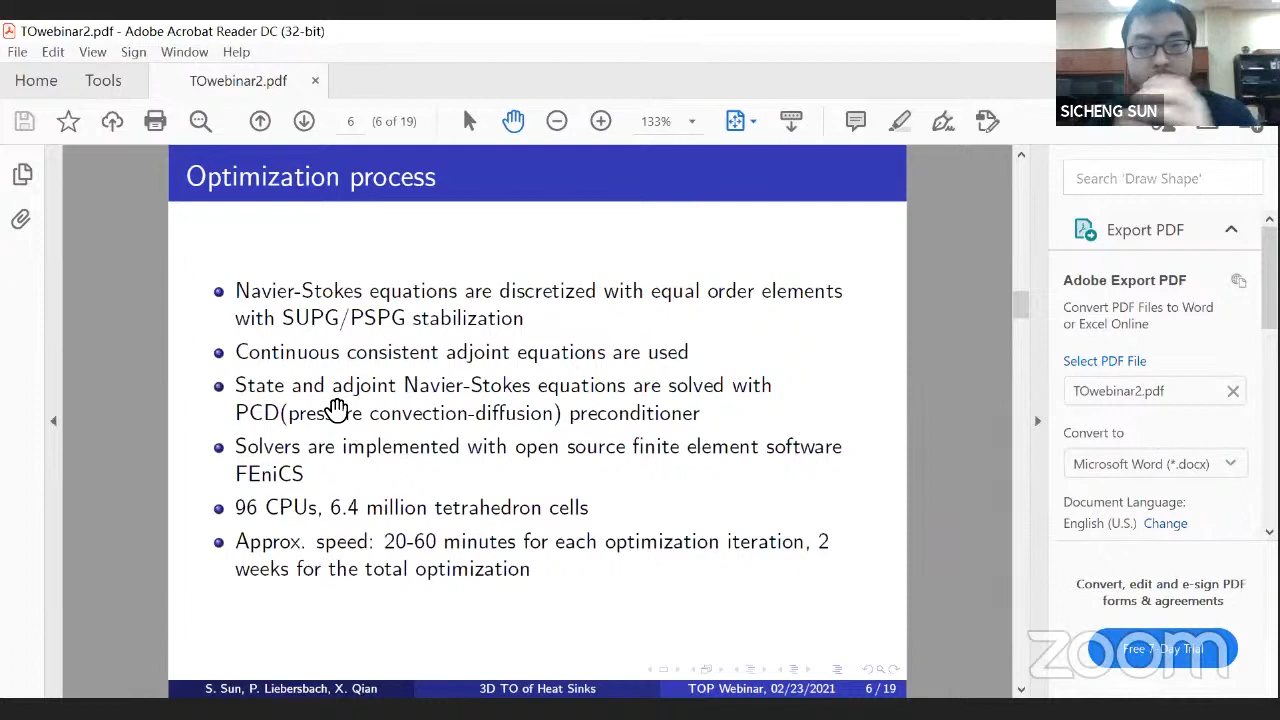 TOwebinar2.pdf - Adobe Acrobat Reader DC (32-bit)
File Edit View Sign Window Help
Home Tools TOwebinar2.pdf ×
6 (6 of 19) 133%
SICHENG SUN
Optimization process
Navier-Stokes equations are discretized with equal order elements
with SUPG/PSPG stabilization
Continuous consistent adjoint equations are used
State and adjoint Navier-Stokes equations are solved with
PCD(pressure convection-diffusion) preconditioner
Solvers are implemented with open source finite element software
FEniCS
96 CPUs, 6.4 million tetrahedron cells
Approx. speed: 20-60 minutes for each optimization iteration, 2
weeks for the total optimization
S. Sun, P. Liebersbach, X. Qian 3D TO of Heat Sinks TOP Webinar, 02/23/2021 6 / 19
Search 'Draw Shape'
Export PDF
Adobe Export PDF
Convert PDF Files to Word
or Excel Online
Select PDF File
TOwebinar2.pdf
Convert to
Microsoft Word (*.docx)
Document Language:
English (U.S.) Change
Convert, edit and e-sign PDF
forms & agreements
Free 7-Day Trial
zoom